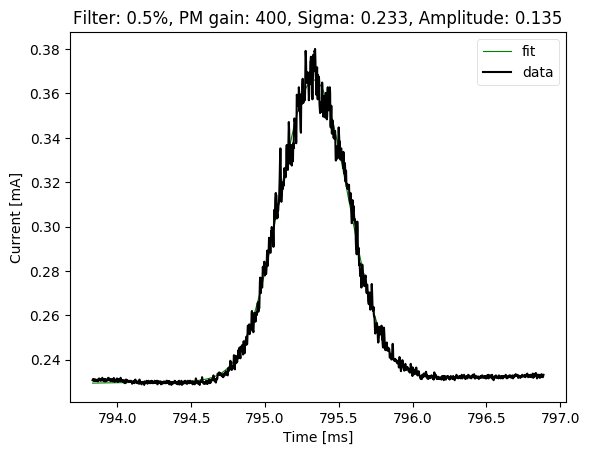 Filter: 0.5%, PM gain: 400, Sigma: 0.233, Amplitude: 0.135
fit
data
0.38
0.36
0.34
0.32
0.30
0.28
0.26
0.24
Current [mA]
794.0 794.5 795.0 795.5 796.0 796.5 797.0
Time [ms]